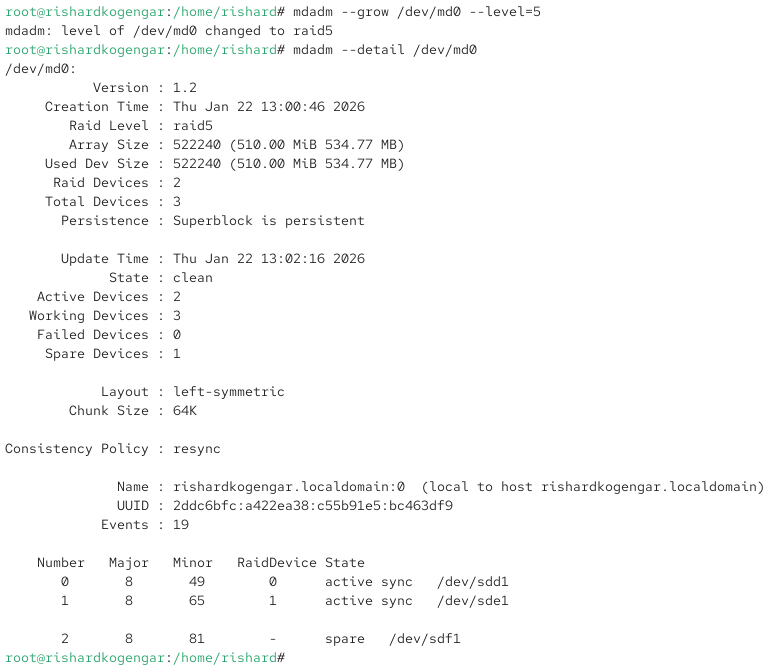 root@rishardkogengar:/home/rishard# mdadm --grow /dev/md0 --level=5
mdadm: level of /dev/md0 changed to raid5
root@rishardkogengar:/home/rishard# mdadm --detail /dev/md0
/dev/md0:
Version : 1.2
Creation Time : Thu Jan 22 13:00:46 2026
Raid Level : raid5
Array Size : 522240 (510.00 MiB 534.77 MB)
Used Dev Size : 522240 (510.00 MiB 534.77 MB)
Raid Devices : 2
Total Devices : 3
Persistence : Superblock is persistent

Update Time : Thu Jan 22 13:02:16 2026
State : clean
Active Devices : 2
Working Devices : 3
Failed Devices : 0
Spare Devices : 1

Layout : left-symmetric
Chunk Size : 64K

Consistency Policy : resync

Name : rishardkogengar.localdomain:0  (local to host rishardkogengar.localdomain)
UUID : 2ddc6bfc:a422ea38:c55b91e5:bc463df9
Events : 19

Number   Major   Minor   RaidDevice State
0       8       49        0      active sync   /dev/sdd1
1       8       65        1      active sync   /dev/sde1

2       8       81        -      spare   /dev/sdf1
root@rishardkogengar:/home/rishard#